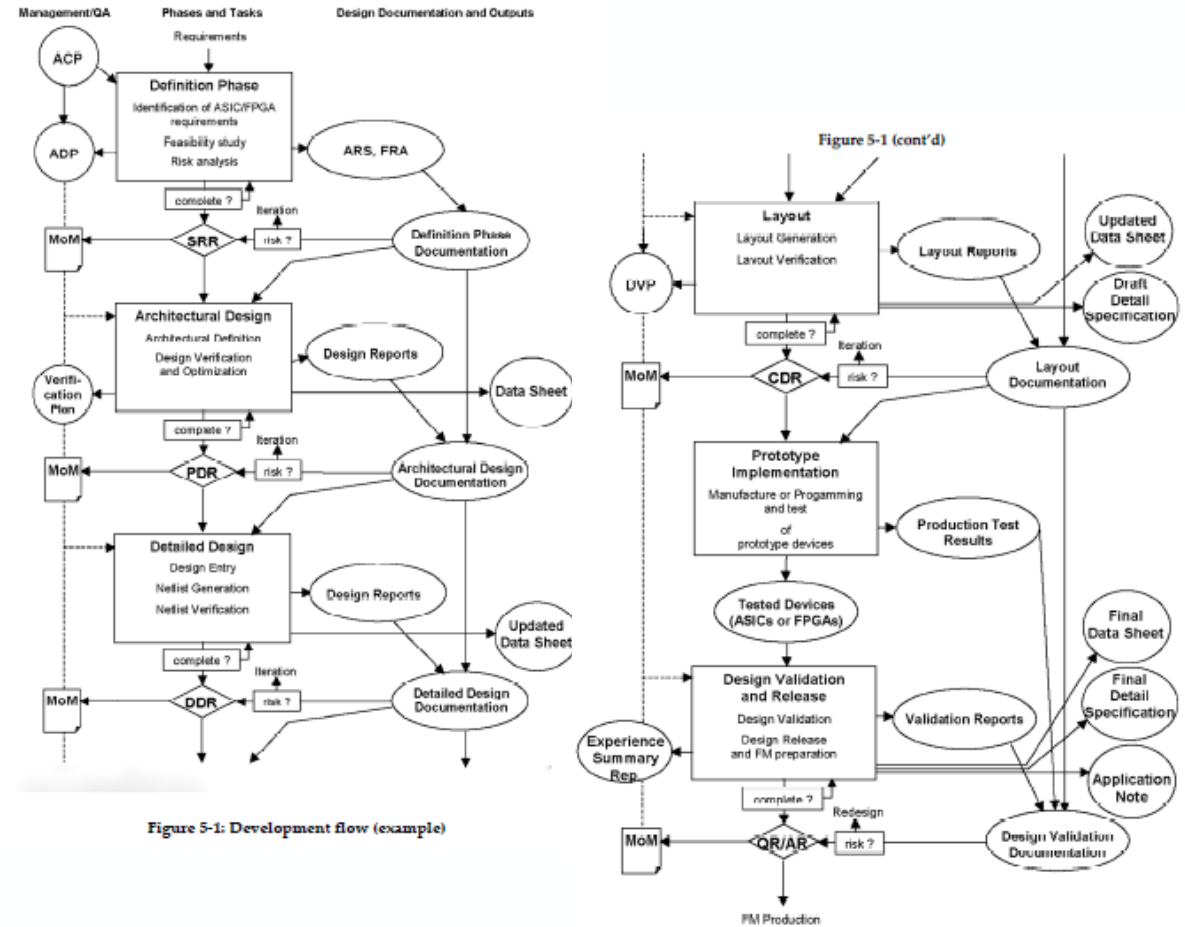 Management/QA
Phases and Tasks
Design Documentation and Outputs
Requirements
ACP
Definition Phase
Identification of ASIC/FPGA
requirements
Feasibility study
Risk analysis
ADP
ARS, FRA
complete ?
Iteration
MoM
SRR
risk ?
Definition Phase
Documentation
Architectural Design
Architectural Definition
Design Verification
and Optimization
Design Reports
Data Sheet
Verifi-
cation
Plan
complete ?
Iteration
MoM
PDR
risk ?
Architectural Design
Documentation
Detailed Design
Design Entry
Netlist Generation
Netlist Verification
Design Reports
Updated
Data Sheet
complete ?
Iteration
MoM
DDR
risk ?
Detailed Design
Documentation
Figure 5-1: Development flow (example)
Figure 5-1 (cont'd)
Layout
Layout Generation
Layout Verification
Layout Reports
Updated
Data Sheet
DVP
Draft
Detail
Specification
complete ?
Iteration
MoM
CDR
risk ?
Layout
Documentation
Prototype
Implementation
Manufacture or Progamming
and test
of
prototype devices
Production Test
Results
Tested Devices
(ASICs or FPGAs)
Final
Data Sheet
Design Validation
and Release
Design Validation
Design Release
and FM preparation
Validation Reports
Final
Detail
Specification
Experience
Summary
Rep.
Application
Note
complete ?
Redesign
MoM
QR/AR
risk ?
Design Validation
Documentation
FM Production